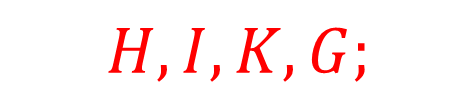 H, I, K, G;